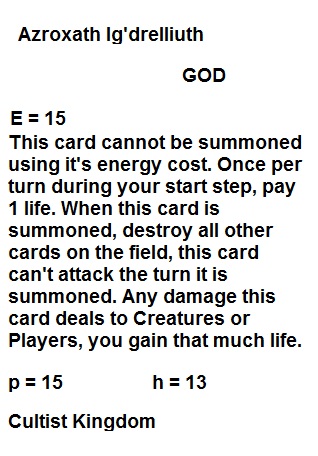 Azroxath Ig'drelliuth
GOD
E = 15
This card cannot be summoned
using it's energy cost. Once per
turn during your start step, pay
1 life. When this card is
summoned, destroy all other
cards on the field, this card
can't attack the turn it is
summoned. Any damage this
card deals to Creatures or
Players, you gain that much life.
p = 15 h = 13
Cultist Kingdom